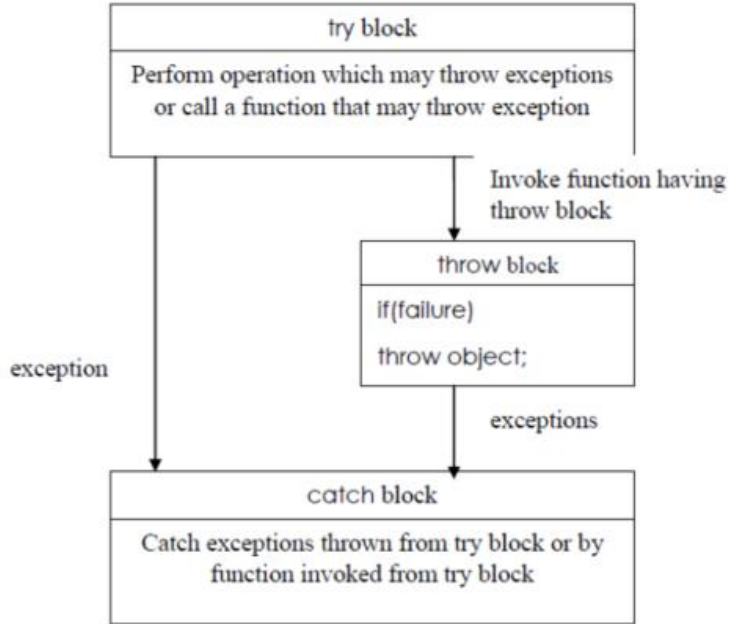 try block
Perform operation which may throw exceptions
or call a function that may throw exception
Invoke function having
throw block
throw block
if(failure)
throw object;
exception
exceptions
catch block
Catch exceptions thrown from try block or by
function invoked from try block